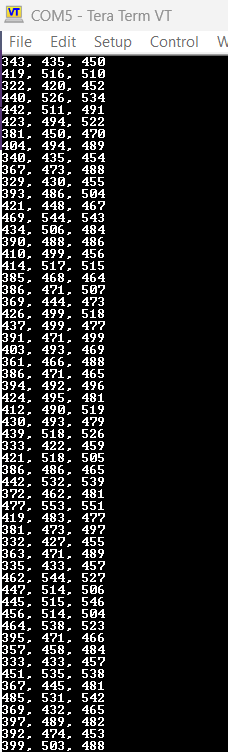 COM5 - Tera Term VT
File Edit Setup Control W
343, 435, 450
419, 516, 510
322, 420, 452
440, 526, 534
442, 511, 491
423, 494, 522
381, 450, 470
404, 494, 489
340, 435, 454
367, 473, 488
329, 430, 455
393, 486, 504
421, 448, 467
469, 544, 543
434, 506, 484
390, 488, 486
410, 499, 456
414, 517, 515
385, 468, 464
386, 471, 507
369, 444, 473
426, 499, 518
437, 499, 477
391, 471, 499
403, 493, 469
361, 466, 488
386, 471, 465
394, 492, 496
424, 495, 481
412, 490, 519
430, 493, 479
439, 518, 526
333, 422, 459
421, 518, 505
386, 486, 465
442, 532, 539
372, 462, 481
477, 553, 551
419, 483, 477
381, 473, 497
332, 427, 455
363, 471, 489
335, 433, 457
462, 544, 527
447, 514, 506
445, 515, 546
456, 514, 504
464, 538, 523
395, 471, 466
357, 458, 484
333, 433, 457
451, 535, 538
367, 445, 481
485, 531, 542
369, 432, 465
397, 489, 482
392, 474, 453
399, 503, 488